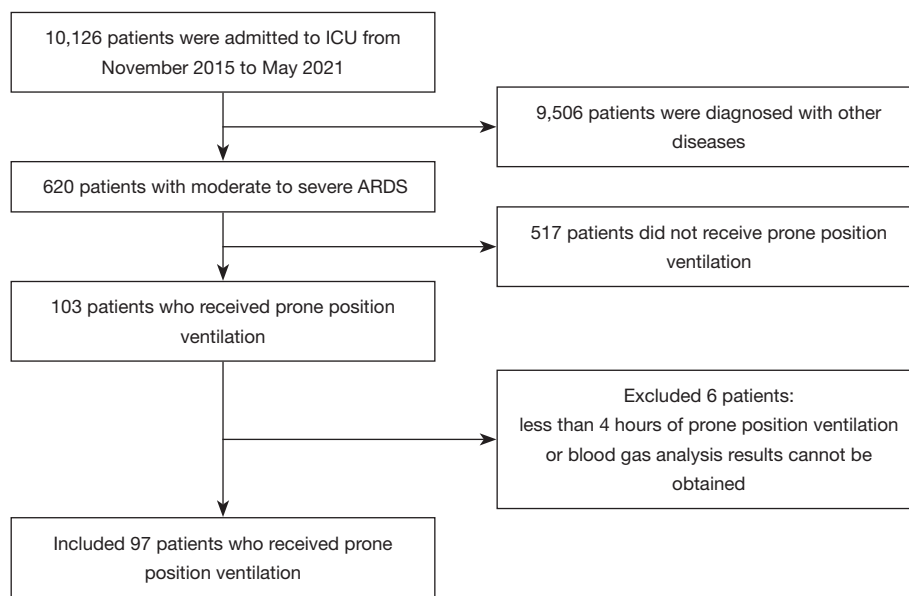 10,126 patients were admitted to ICU from
November 2015 to May 2021
9,506 patients were diagnosed with other
diseases
620 patients with moderate to severe ARDS
517 patients did not receive prone position
ventilation
103 patients who received prone position
ventilation
Excluded 6 patients:
less than 4 hours of prone position ventilation
or blood gas analysis results cannot be
obtained
Included 97 patients who received prone
position ventilation